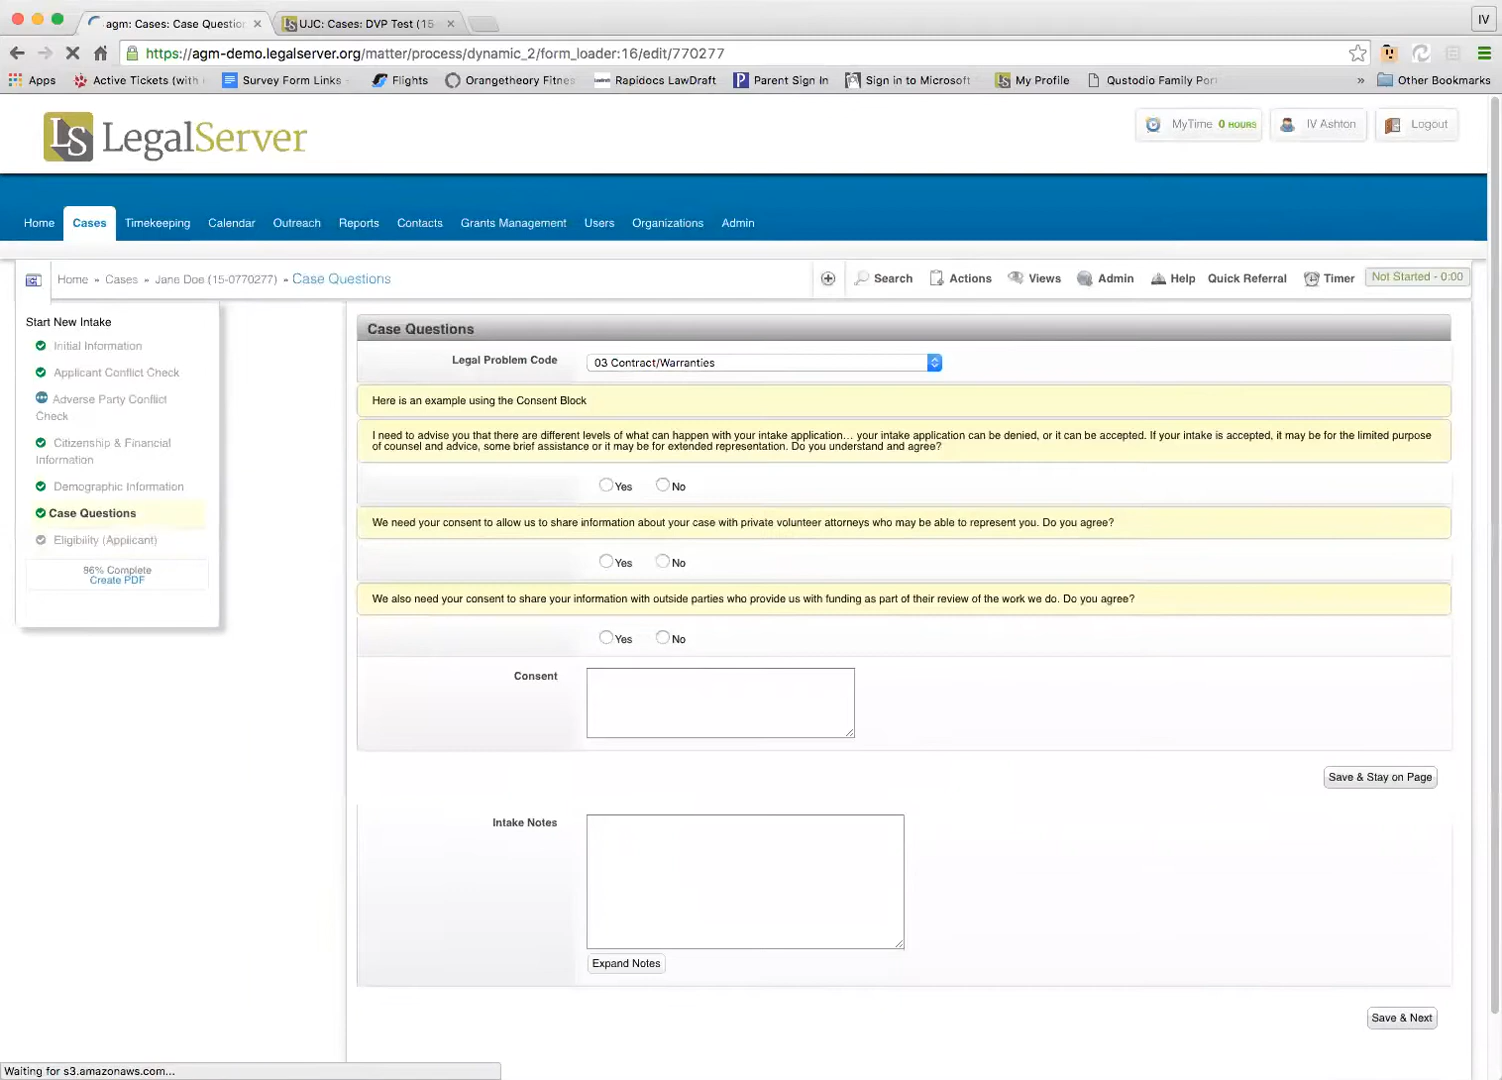 agm: Cases: Case Question
UJC: Cases: DVP Test (15
IV
https://agm-demo.legalserver.org/matter/process/dynamic_2/form_loader:16/edit/770277
Apps
Active Tickets (with
Survey Form Links
Flights
Orangetheory Fitnes
Rapidocs LawDraft
Parent Sign In
Sign in to Microsoft
My Profile
Qustodio Family Por
»
Other Bookmarks
LS LegalServer
MyTime 0 HOURS
IV Ashton
Logout
Home
Cases
Timekeeping
Calendar
Outreach
Reports
Contacts
Grants Management
Users
Organizations
Admin
Home » Cases » Jane Doe (15-0770277) » Case Questions
Search
Actions
Views
Admin
Help
Quick Referral
Timer
Not Started - 0:00
Start New Intake
Initial Information
Applicant Conflict Check
Adverse Party Conflict
Check
Citizenship & Financial
Information
Demographic Information
Case Questions
Eligibility (Applicant)
96% Complete
Create PDF
Case Questions
Legal Problem Code
03 Contract/Warranties
Here is an example using the Consent Block
I need to advise you that there are different levels of what can happen with your intake application... your intake application can be denied, or it can be accepted. If your intake is accepted, it may be for the limited purpose
of counsel and advice, some brief assistance or it may be for extended representation. Do you understand and agree?
Yes No
We need your consent to allow us to share information about your case with private volunteer attorneys who may be able to represent you. Do you agree?
Yes No
We also need your consent to share your information with outside parties who provide us with funding as part of their review of the work we do. Do you agree?
Yes No
Consent
Save & Stay on Page
Intake Notes
Expand Notes
Save & Next
Waiting for s3.amazonaws.com...